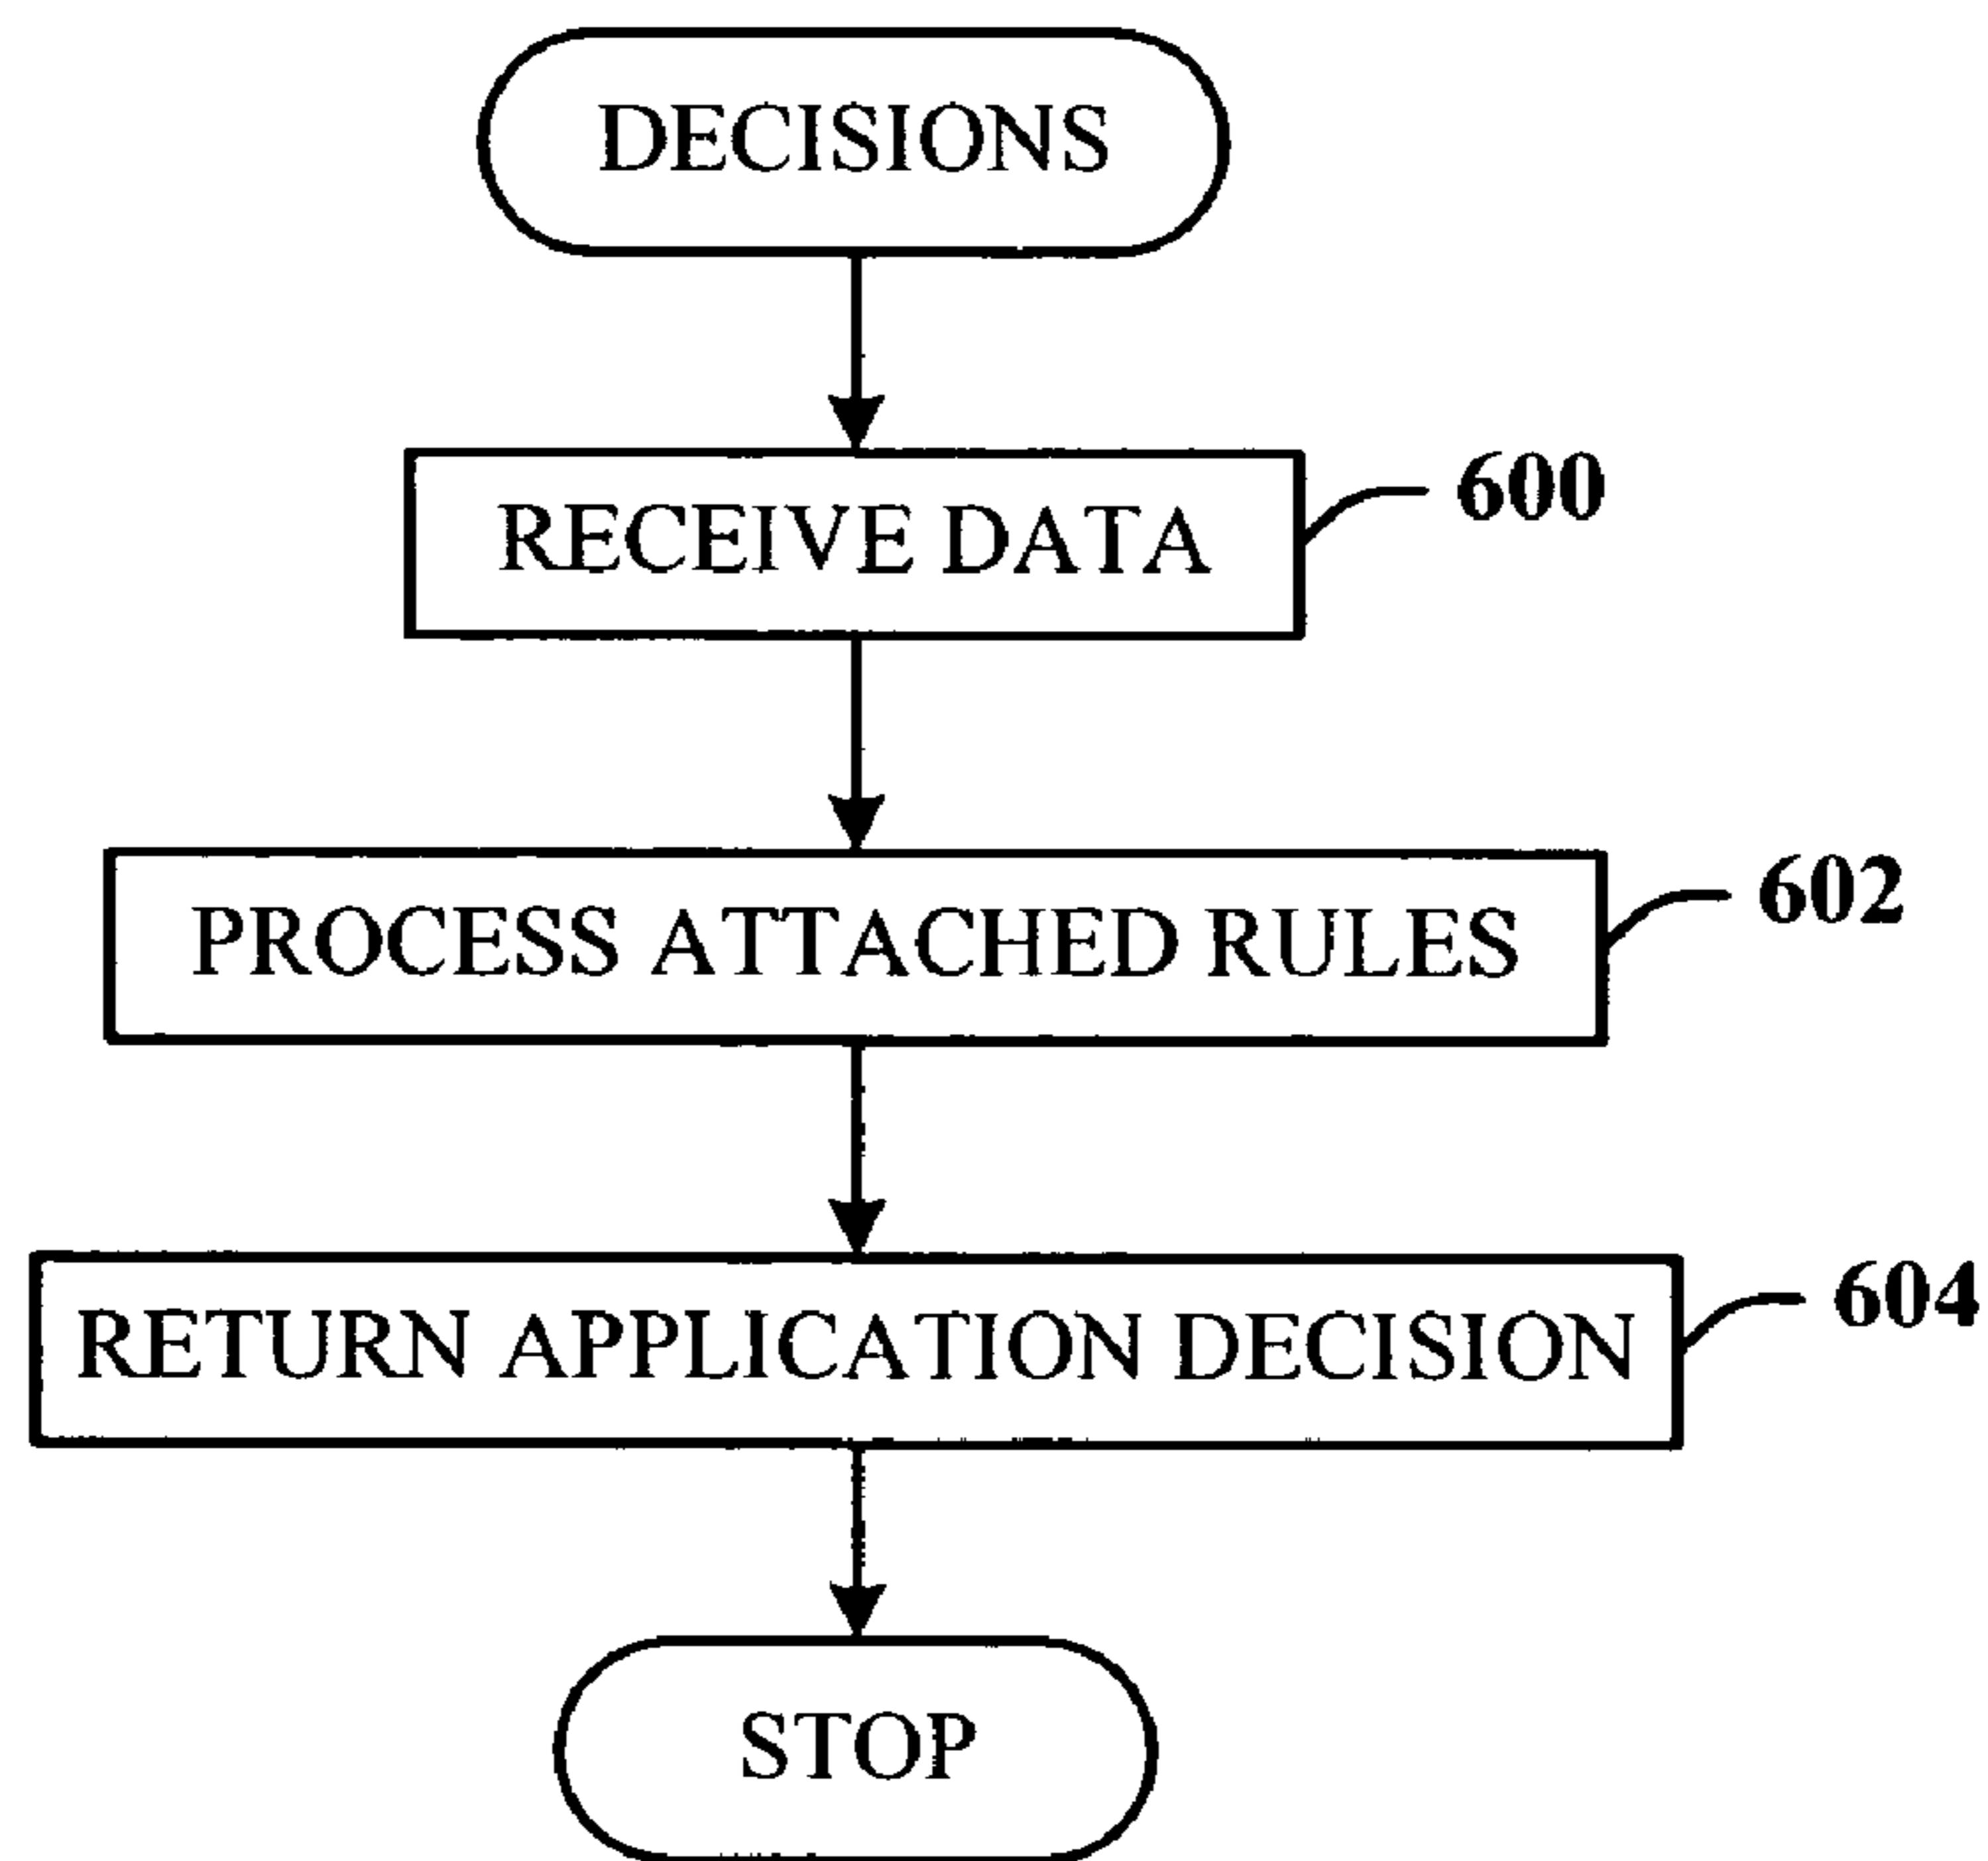 DECISIONS
RECEIVE DATA
600
PROCESS ATTACHED RULES
602
RETURN APPLICATION DECISION
604
STOP